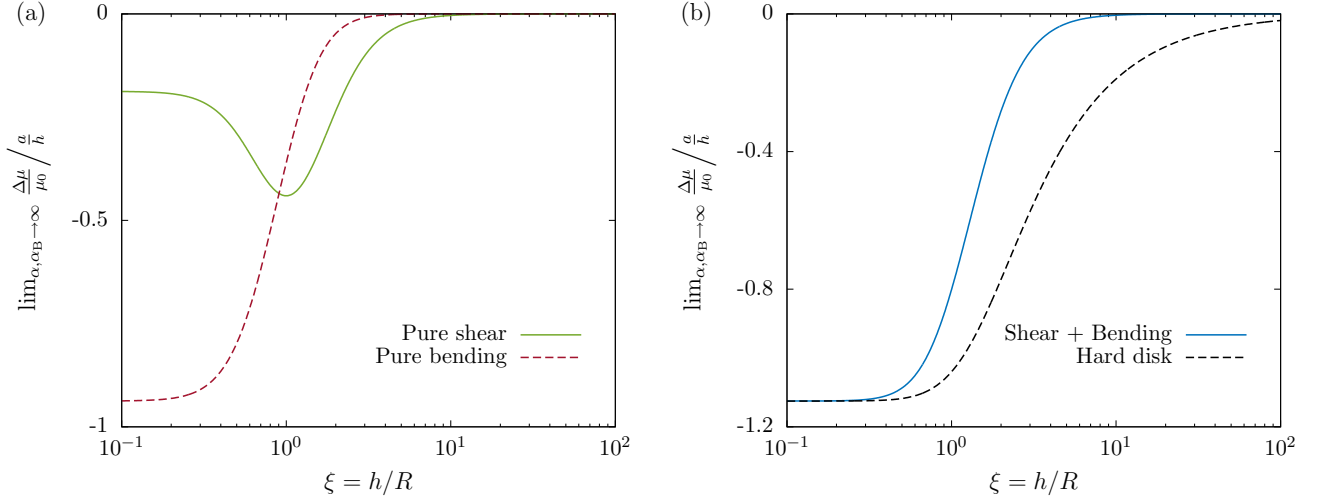 (a)
0
-0.5
-1
lim_{α,α_B→∞} Δμ/μ_0 / a/h
Pure shear
Pure bending
10^{-1} 10^0 10^1 10^2
ξ = h/R
(b)
0
-0.4
-0.8
-1.2
lim_{α,α_B→∞} Δμ/μ_0 / a/h
Shear + Bending
Hard disk
10^{-1} 10^0 10^1 10^2
ξ = h/R